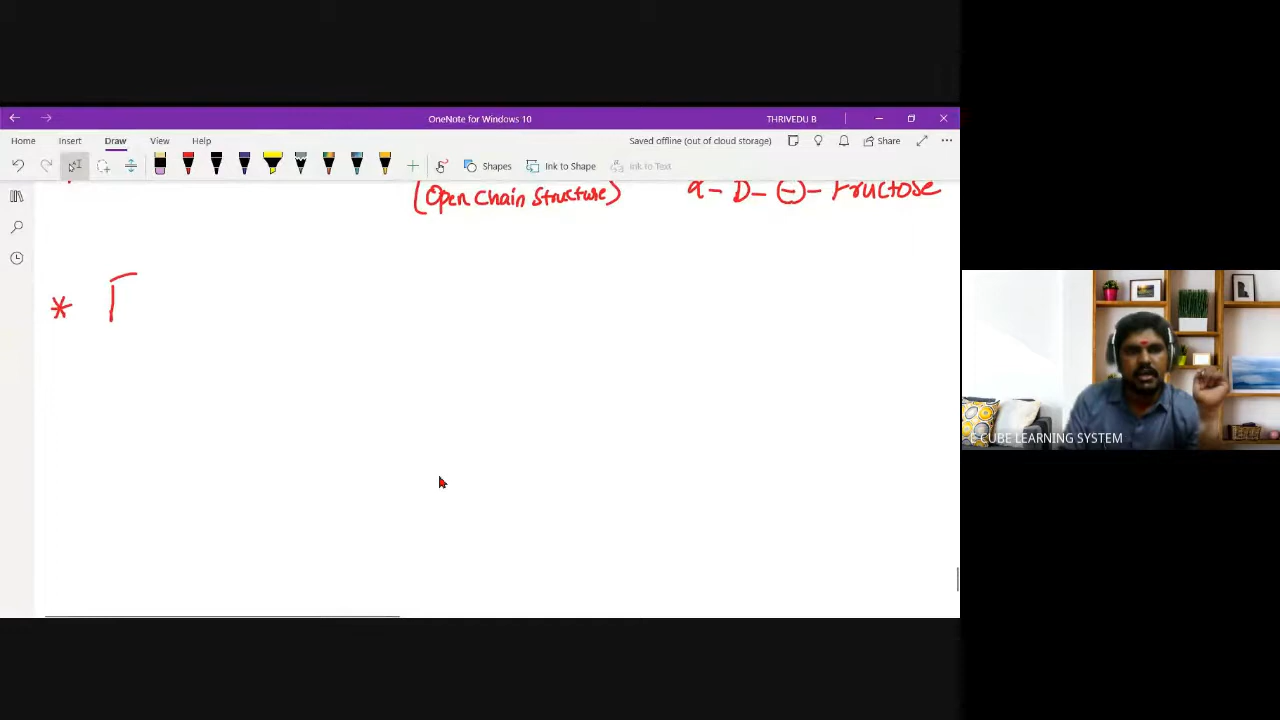 OneNote for Windows 10
THRIVEDU B
Home Insert Draw View Help
Saved offline (out of cloud storage)
Share
Shapes
Ink to Shape
Ink to Text
(Open Chain Structure)
α - D - (-) - Fructose
*
C CUBE LEARNING SYSTEM